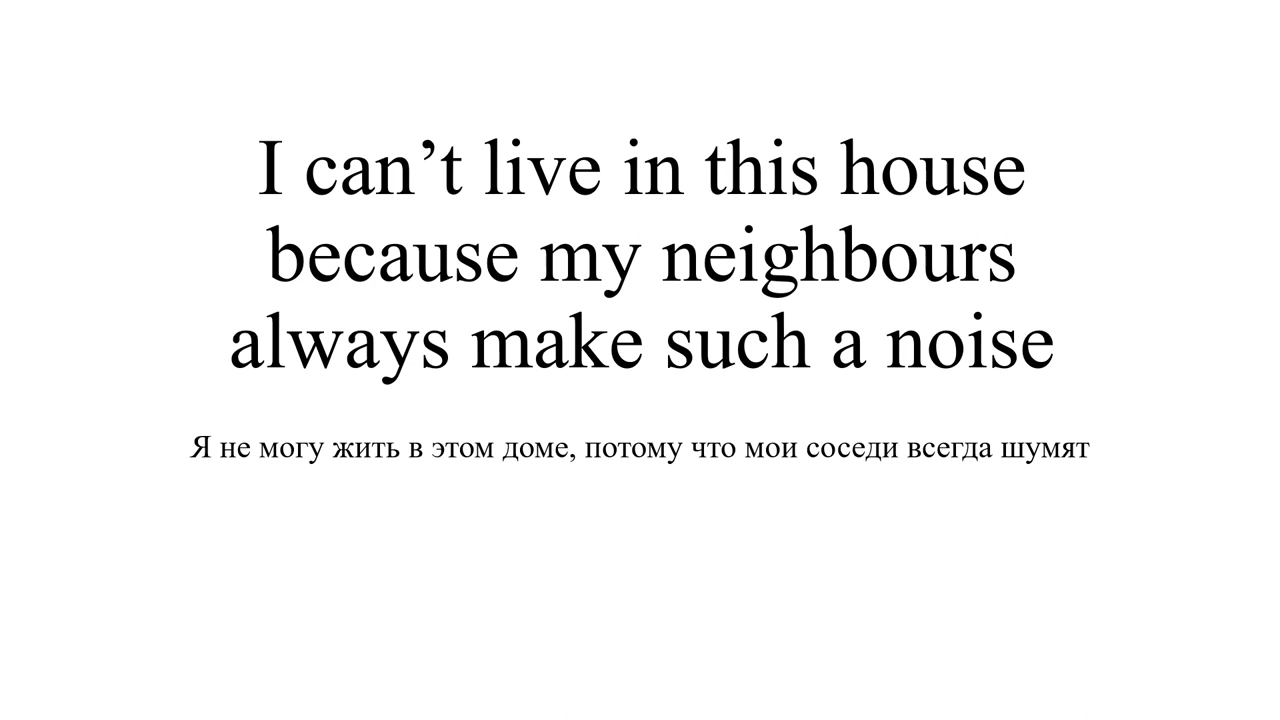 I can’t live in this house
because my neighbours
always make such a noise
Я не могу жить в этом доме, потому что мои соседи всегда шумят